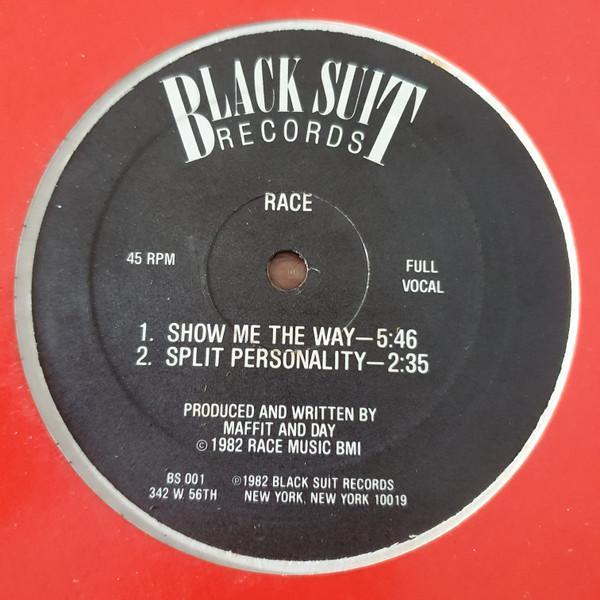 BLACK SUIT
RECORDS
RACE
45 RPM
FULL
VOCAL
1. SHOW ME THE WAY—5:46
2. SPLIT PERSONALITY—2:35
PRODUCED AND WRITTEN BY
MAFFIT AND DAY
© 1982 RACE MUSIC BMI
BS 001 ℗1982 BLACK SUIT RECORDS
342 W. 56TH NEW YORK, NEW YORK 10019